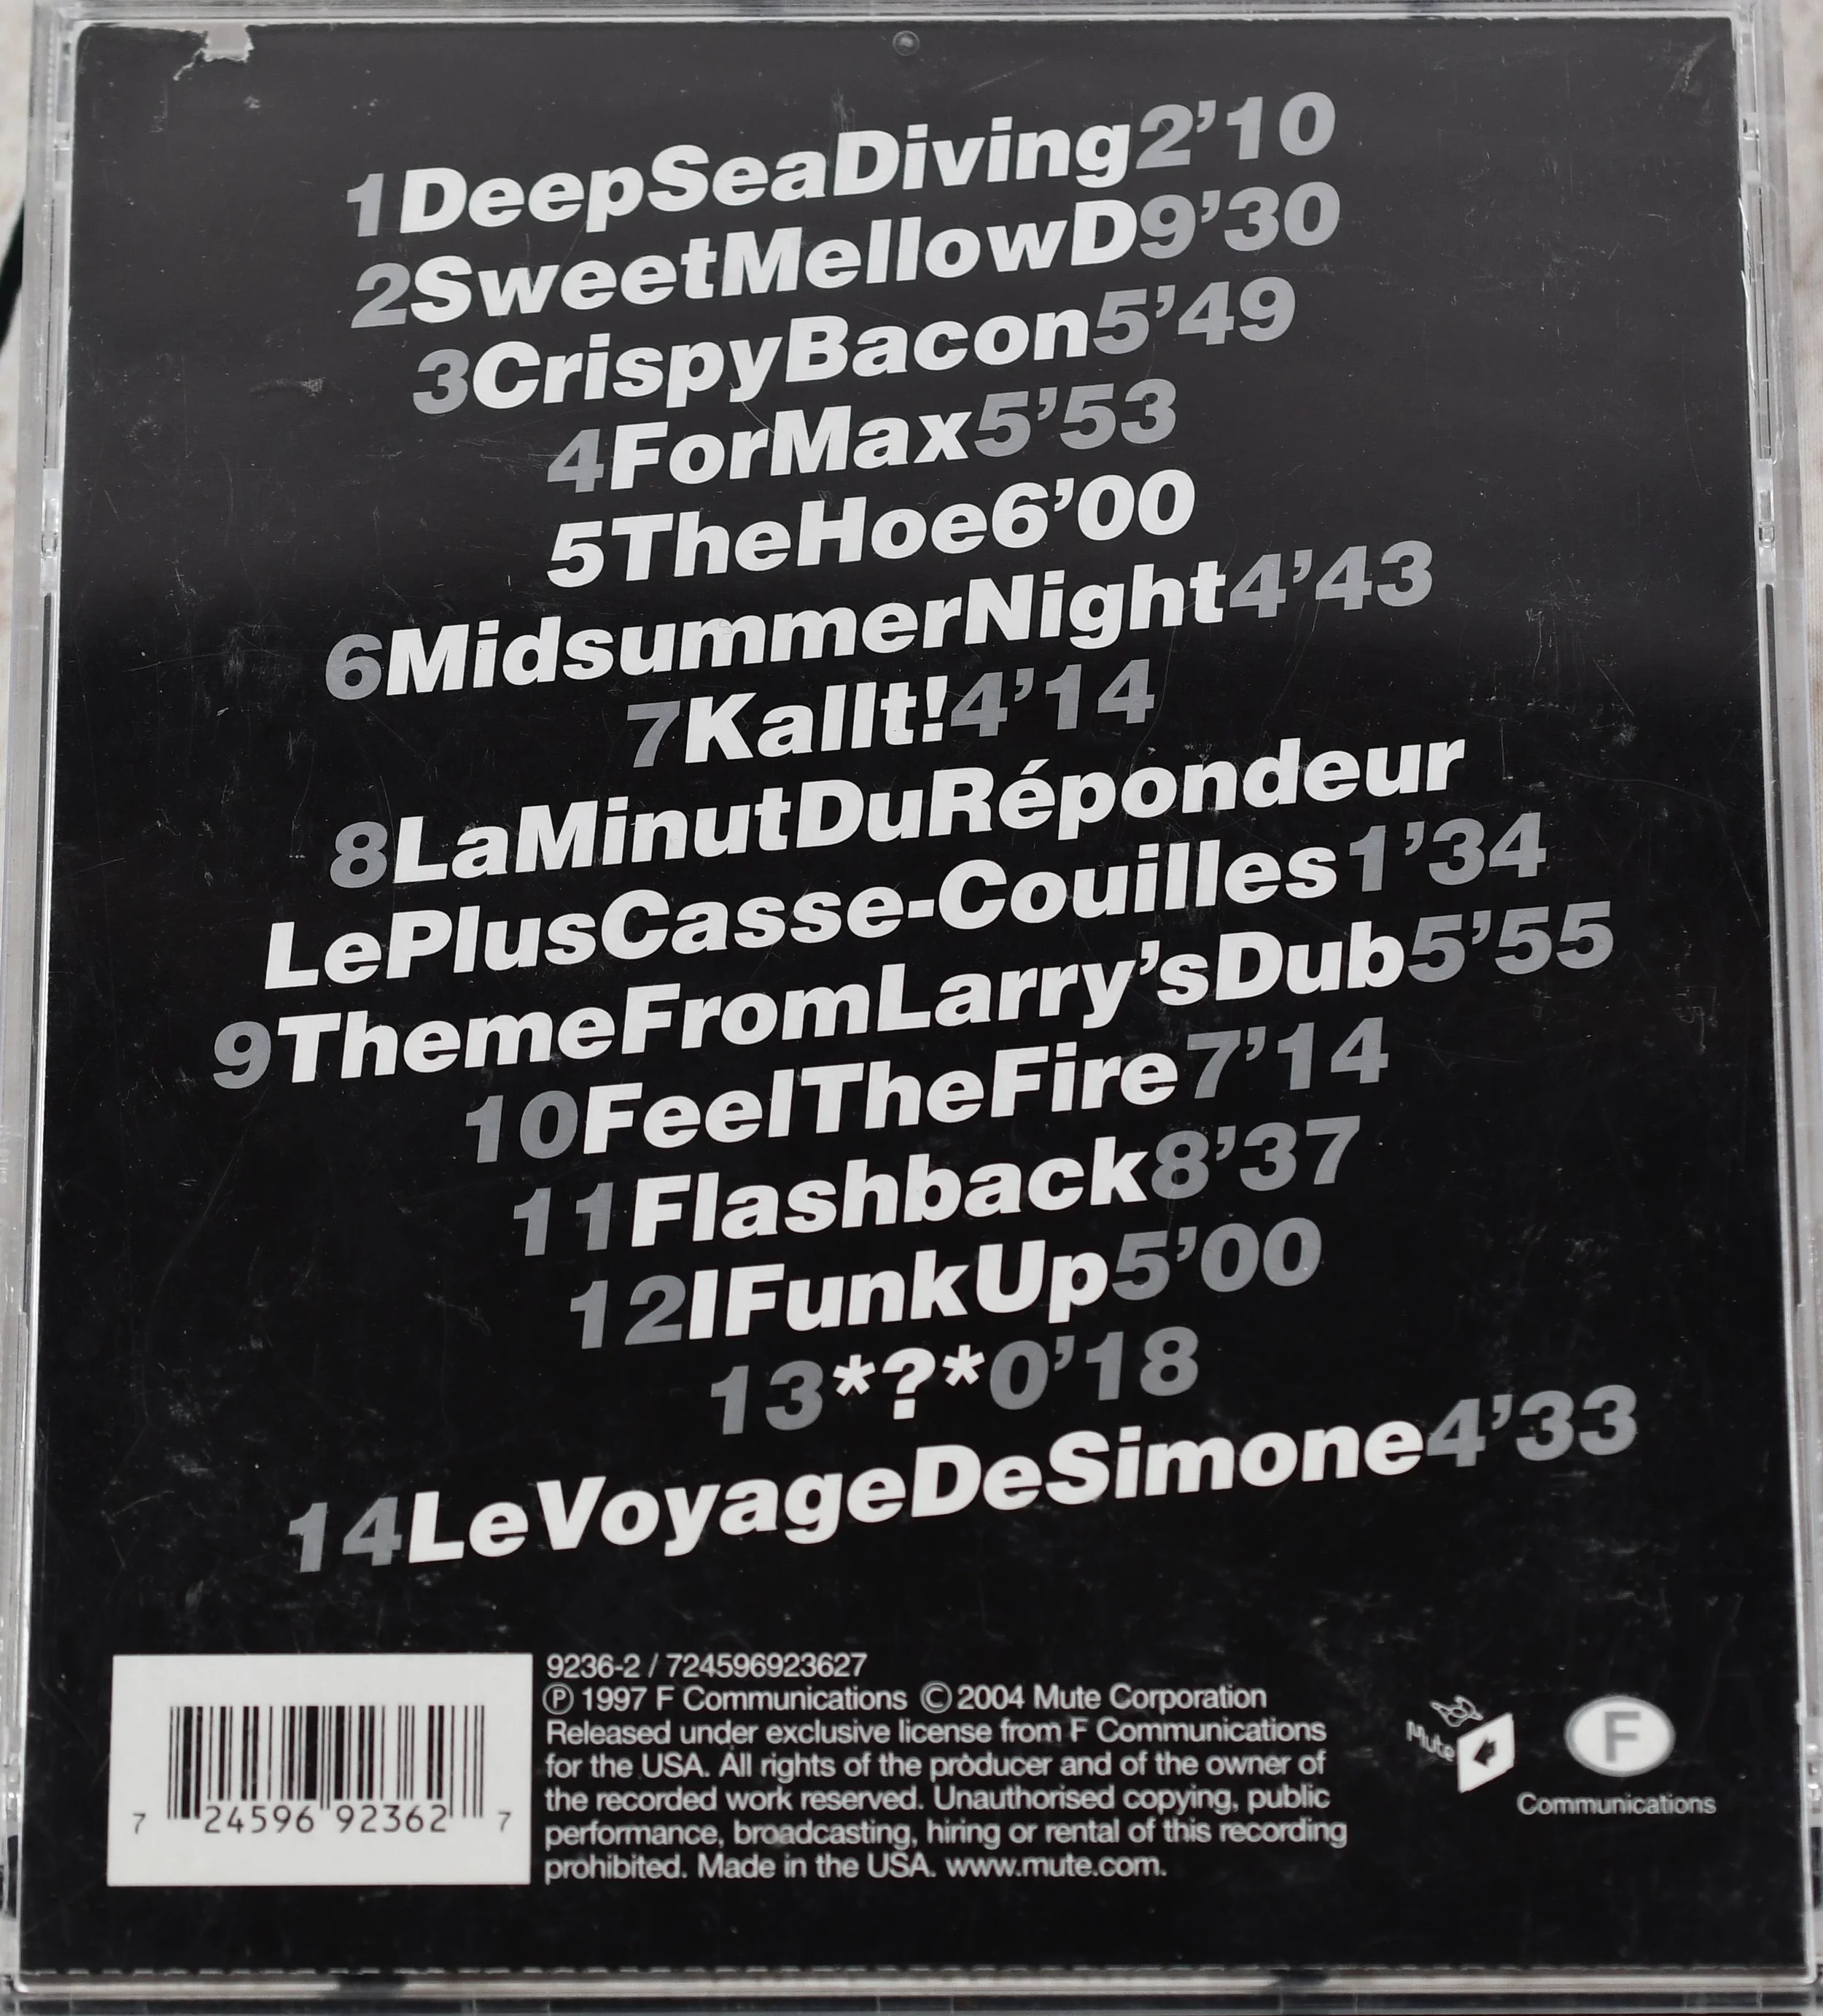 1DeepSeaDiving2’10
2SweetMellowD9’30
3CrispyBacon5’49
4ForMax5’53
5TheHoe6’00
6MidsummerNight4’43
7KallIt!4’14
8LaMinutDuRépondeur
LePlusCasse-Couilles1’34
9ThemeFromLarry’sDub5’55
10FeelTheFire7’14
11Flashback8’37
12IFunkUp5’00
13*?*0’18
14LeVoyageDeSimone4’33
9236-2 / 724596923627
℗ 1997 F Communications © 2004 Mute Corporation
Released under exclusive license from F Communications
for the USA. All rights of the producer and of the owner of
the recorded work reserved. Unauthorised copying, public
performance, broadcasting, hiring or rental of this recording
prohibited. Made in the USA. www.mute.com.
7 24596 92362 7
Mute
F
Communications